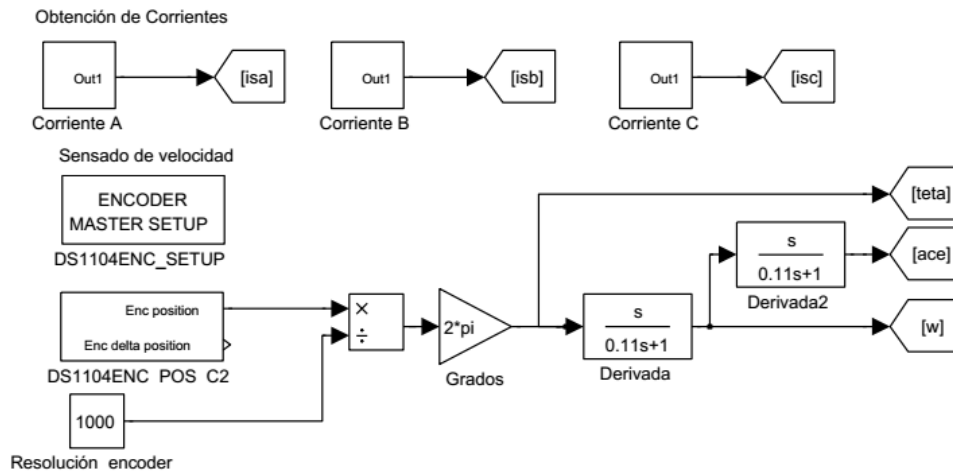 Obtención de Corrientes
Out1
[isa]
Corriente A
Out1
[isb]
Corriente B
Out1
[isc]
Corriente C
Sensado de velocidad
ENCODER
MASTER SETUP
DS1104ENC_SETUP
[teta]
s
0.11s+1
Derivada2
[ace]
Enc position
Enc delta position
DS1104ENC_POS_C2
×
÷
2*pi
Grados
s
0.11s+1
Derivada
[w]
1000
Resolución_encoder